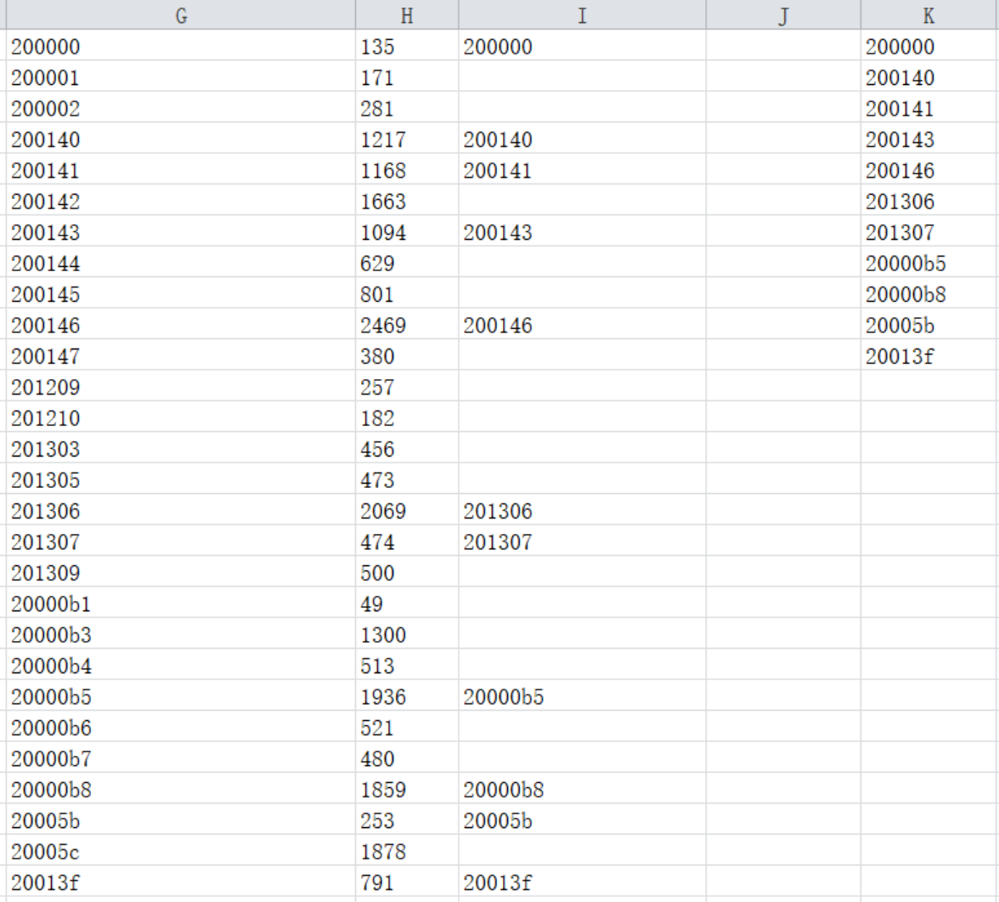 G H I J K
200000 135 200000 200000
200001 171 200140
200002 281 200141
200140 1217 200140 200143
200141 1168 200141 200146
200142 1663 201306
200143 1094 200143 201307
200144 629 20000b5
200145 801 20000b8
200146 2469 200146 20005b
200147 380 20013f
201209 257
201210 182
201303 456
201305 473
201306 2069 201306
201307 474 201307
201309 500
20000b1 49
20000b3 1300
20000b4 513
20000b5 1936 20000b5
20000b6 521
20000b7 480
20000b8 1859 20000b8
20005b 253 20005b
20005c 1878
20013f 791 20013f